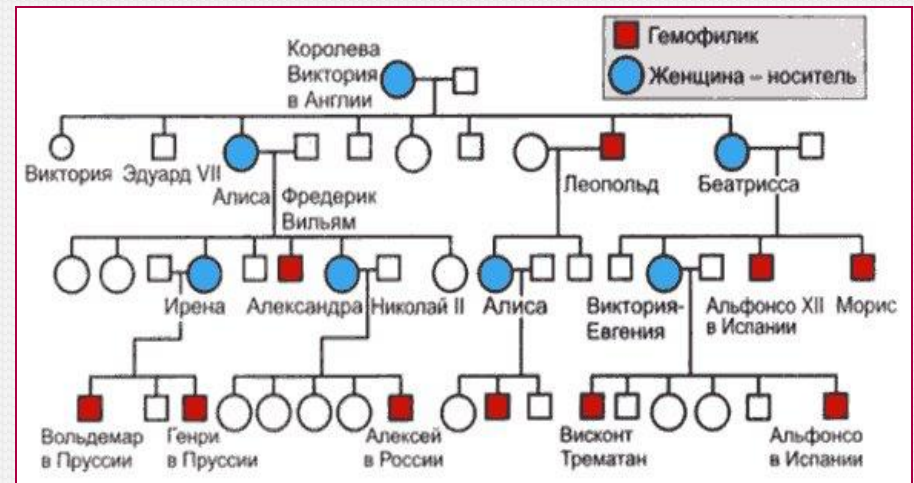 Королева
Виктория
в Англии
Гемофилик
Женщина – носитель
Виктория
Эдуард VII
Алиса
Фредерик
Вильям
Леопольд
Беатрисса
Ирена
Александра
Николай II
Алиса
Виктория-
Евгения
Альфонсо XII
в Испании
Морис
Вольдемар
в Пруссии
Генри
в Пруссии
Алексей
в России
Висконт
Трематан
Альфонсо
в Испании